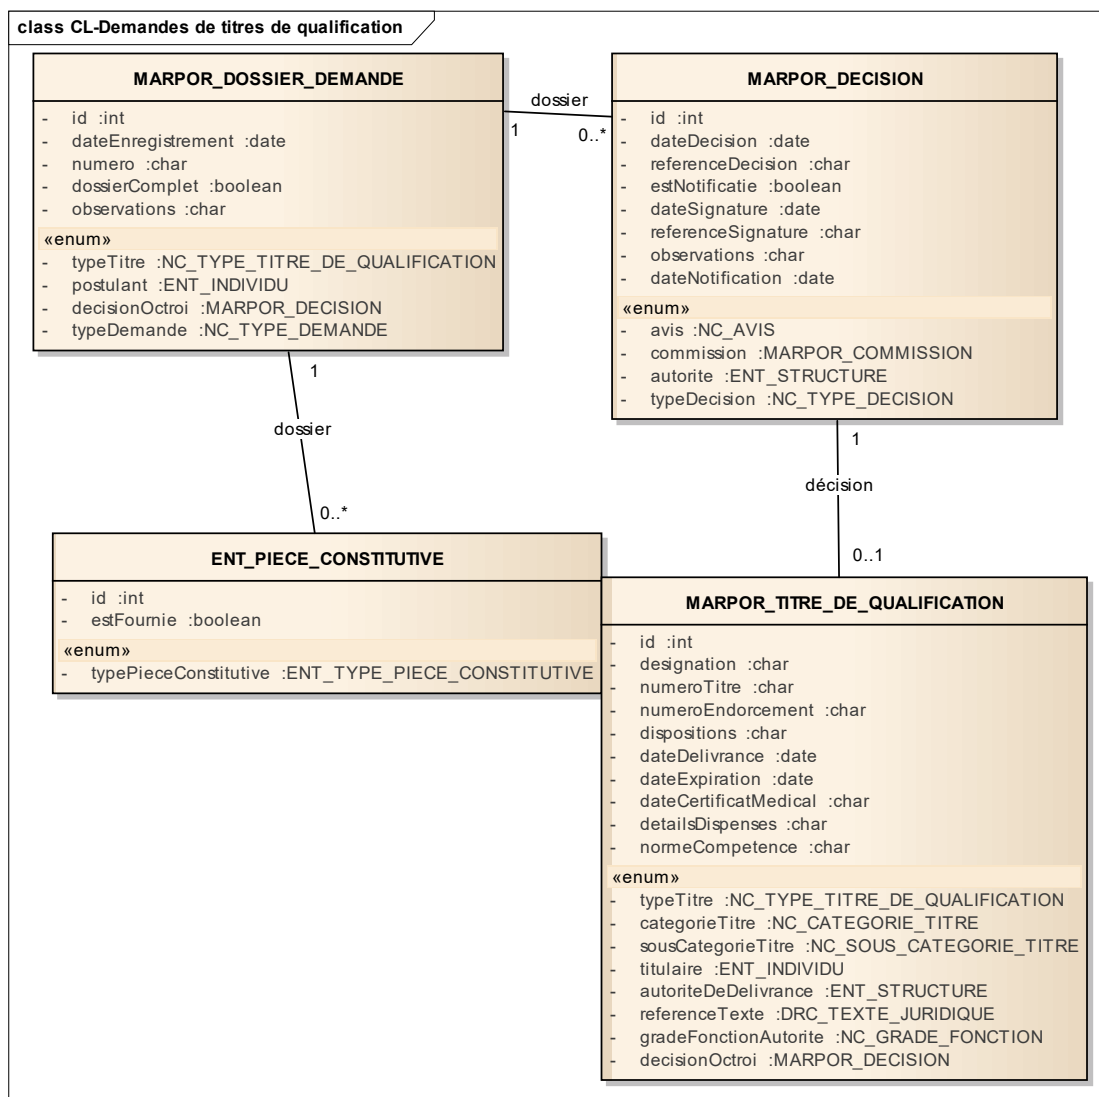 class CL-Demandes de titres de qualification
MARPOR_DOSSIER_DEMANDE
- id :int
- dateEnregistrement :date
- numero :char
- dossierComplet :boolean
- observations :char
«enum»
- typeTitre :NC_TYPE_TITRE_DE_QUALIFICATION
- postulant :ENT_INDIVIDU
- decisionOctroi :MARPOR_DECISION
- typeDemande :NC_TYPE_DEMANDE
dossier
1
0..*
MARPOR_DECISION
- id :int
- dateDecision :date
- referenceDecision :char
- estNotificatie :boolean
- dateSignature :date
- referenceSignature :char
- observations :char
- dateNotification :date
«enum»
- avis :NC_AVIS
- commission :MARPOR_COMMISSION
- autorite :ENT_STRUCTURE
- typeDecision :NC_TYPE_DECISION
1
dossier
0..*
1
décision
0..1
ENT_PIECE_CONSTITUTIVE
- id :int
- estFournie :boolean
«enum»
- typePieceConstitutive :ENT_TYPE_PIECE_CONSTITUTIVE
MARPOR_TITRE_DE_QUALIFICATION
- id :int
- designation :char
- numeroTitre :char
- numeroEndorcement :char
- dispositions :char
- dateDelivrance :date
- dateExpiration :date
- dateCertificatMedical :char
- detailsDispenses :char
- normeCompetence :char
«enum»
- typeTitre :NC_TYPE_TITRE_DE_QUALIFICATION
- categorieTitre :NC_CATEGORIE_TITRE
- sousCategorieTitre :NC_SOUS_CATEGORIE_TITRE
- titulaire :ENT_INDIVIDU
- autoriteDeDelivrance :ENT_STRUCTURE
- referenceTexte :DRC_TEXTE_JURIDIQUE
- gradeFonctionAutorite :NC_GRADE_FONCTION
- decisionOctroi :MARPOR_DECISION